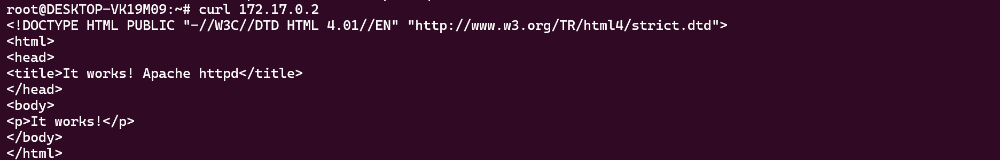 root@DESKTOP-VK19M09:~# curl 172.17.0.2
<!DOCTYPE HTML PUBLIC "-//W3C//DTD HTML 4.01//EN" "http://www.w3.org/TR/html4/strict.dtd">
<html>
<head>
<title>It works! Apache httpd</title>
</head>
<body>
<p>It works!</p>
</body>
</html>